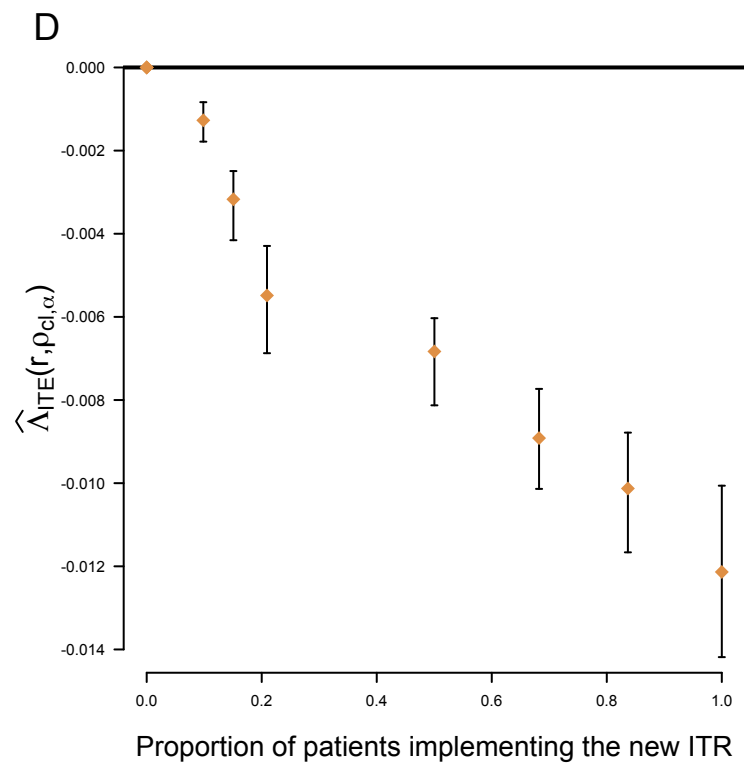 D
0.000
-0.002
-0.004
-0.006
-0.008
-0.010
-0.012
-0.014
Λ̂ITE(r,ρcl,α)
0.0 0.2 0.4 0.6 0.8 1.0
Proportion of patients implementing the new ITR